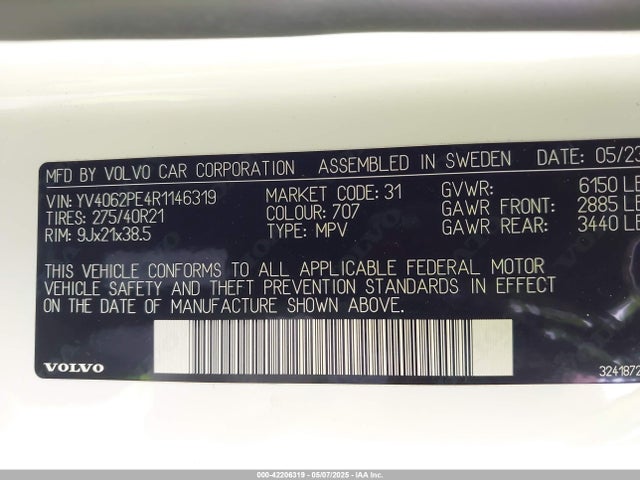 MFD BY VOLVO CAR CORPORATION ASSEMBLED IN SWEDEN DATE: 05/23
VIN: YV4062PE4R1146319 MARKET CODE: 31 GVWR: 6150 LB
TIRES: 275/40R21 COLOUR: 707 GAWR FRONT: 2885 LB
RIM: 9Jx21x38.5 TYPE: MPV GAWR REAR: 3440 LB
THIS VEHICLE CONFORMS TO ALL APPLICABLE FEDERAL MOTOR
VEHICLE SAFETY AND THEFT PREVENTION STANDARDS IN EFFECT
ON THE DATE OF MANUFACTURE SHOWN ABOVE.
VOLVO 3241872
000-42206319 - 05/07/2025 - IAAI Inc.